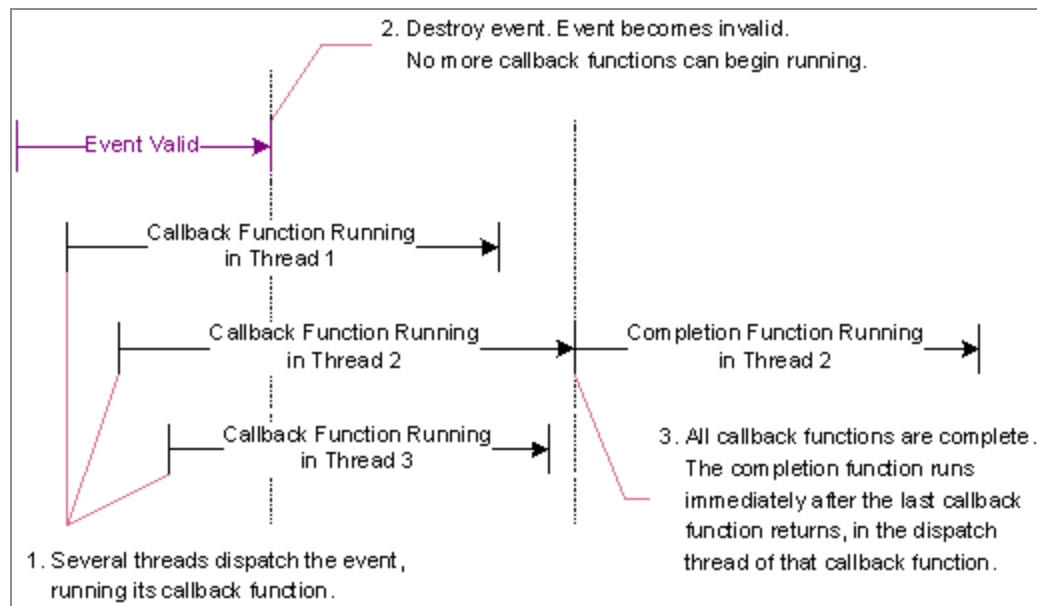 2. Destroy event. Event becomes invalid.
No more callback functions can begin running.
Event Valid
Callback Function Running
in Thread 1
Callback Function Running
in Thread 2
Completion Function Running
in Thread 2
Callback Function Running
in Thread 3
3. All callback functions are complete.
The completion function runs
immediately after the last callback
function returns, in the dispatch
thread of that callback function.
1. Several threads dispatch the event,
running its callback function.